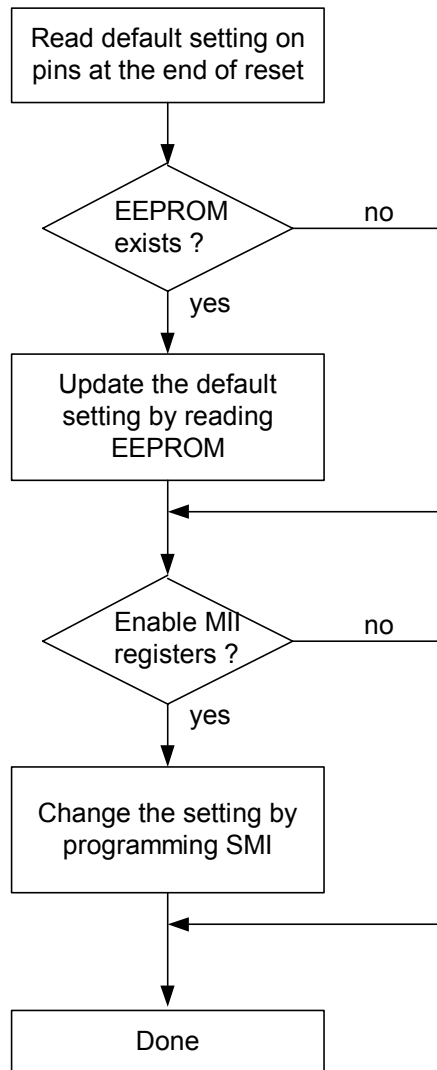 Read default setting on
pins at the end of reset
EEPROM
exists ?
no
yes
Update the default
setting by reading
EEPROM
Enable MII
registers ?
no
yes
Change the setting by
programming SMI
Done